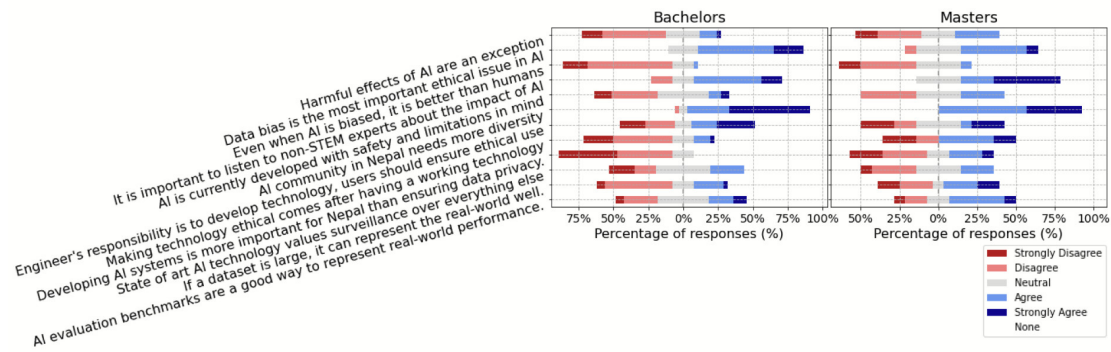 Bachelors
Masters
Harmful effects of AI are an exception
Data bias is the most important ethical issue in AI
Even when AI is biased, it is better than humans
It is important to listen to non-STEM experts about the impact of AI
AI is currently developed with safety and limitations in mind
AI community in Nepal needs more diversity
Engineer's responsibility is to develop technology, users should ensure ethical use
Making technology ethical comes after having a working technology
Developing AI systems is more important for Nepal than ensuring data privacy.
State of art AI technology values surveillance over everything else
If a dataset is large, it can represent the real-world well.
AI evaluation benchmarks are a good way to represent real-world performance.
75% 50% 25% 0% 25% 50% 75% 100%
50% 25% 0% 25% 50% 75% 100%
Percentage of responses (%)
Percentage of responses (%)
Strongly Disagree
Disagree
Neutral
Agree
Strongly Agree
None